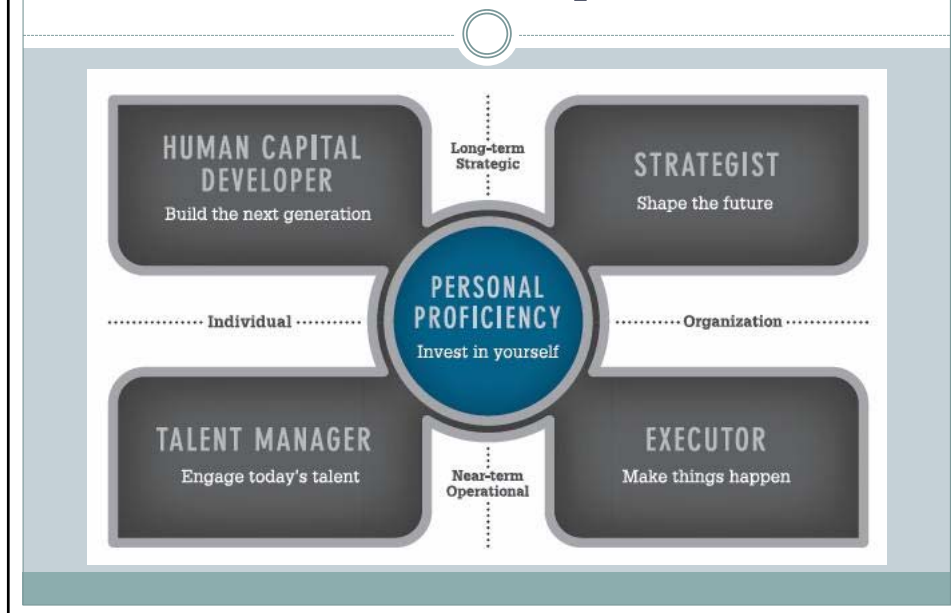 HUMAN CAPITAL
DEVELOPER
Build the next generation
Long-term
Strategic
STRATEGIST
Shape the future
Individual
PERSONAL
PROFICIENCY
Invest in yourself
Organization
TALENT MANAGER
Engage today's talent
Near-term
Operational
EXECUTOR
Make things happen